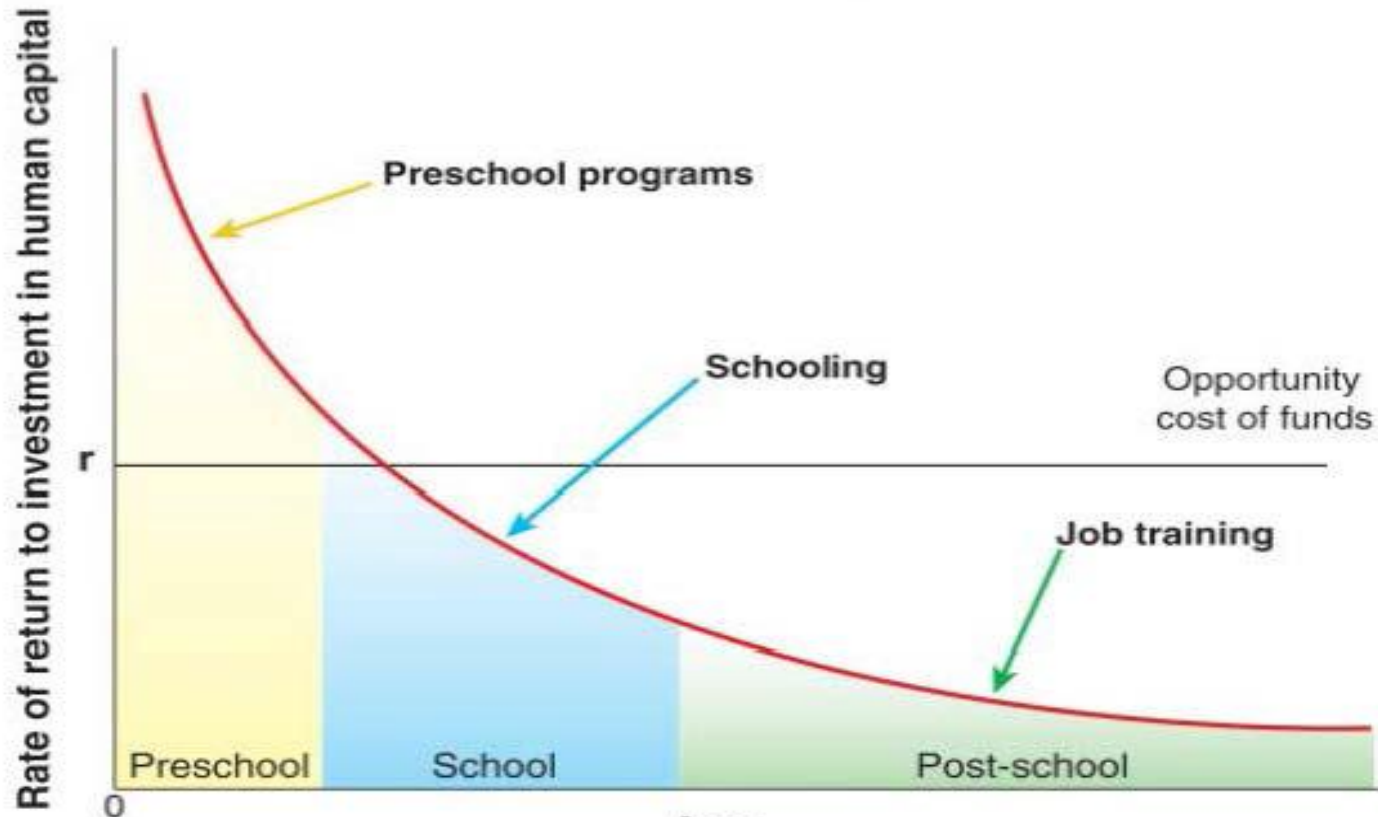 Rate of return to investment in human capital
Preschool programs
Schooling
Opportunity
cost of funds
r
Job training
Preschool
School
Post-school
0